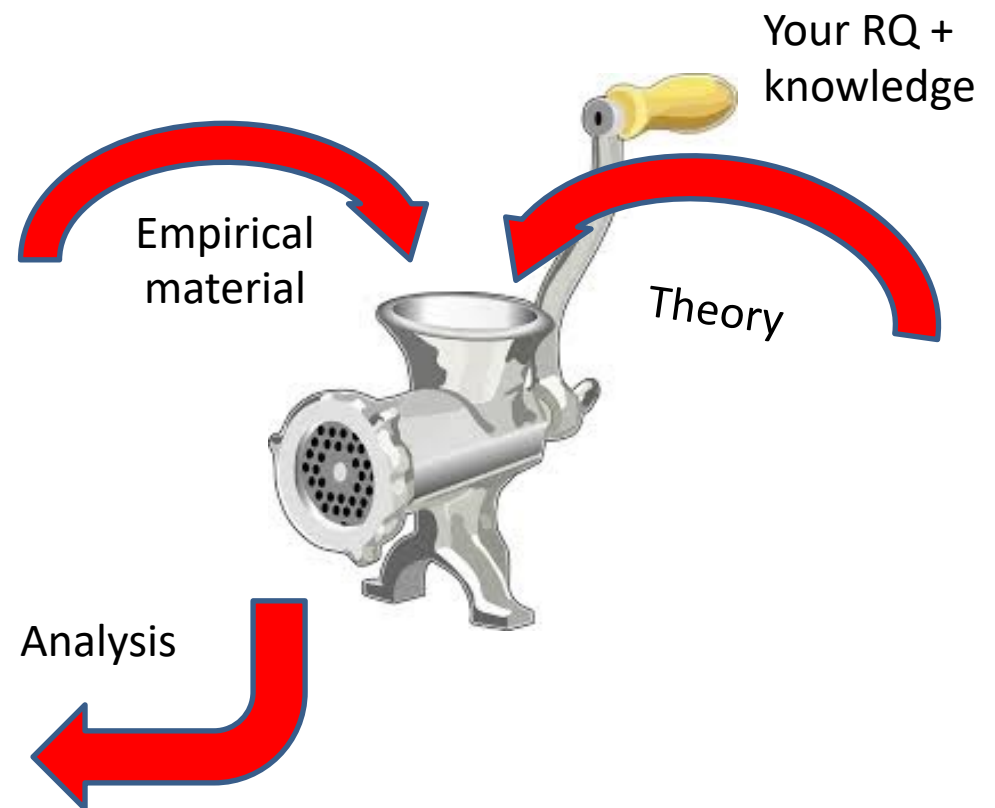 Your RQ +
knowledge
Empirical
material
Theory
Analysis